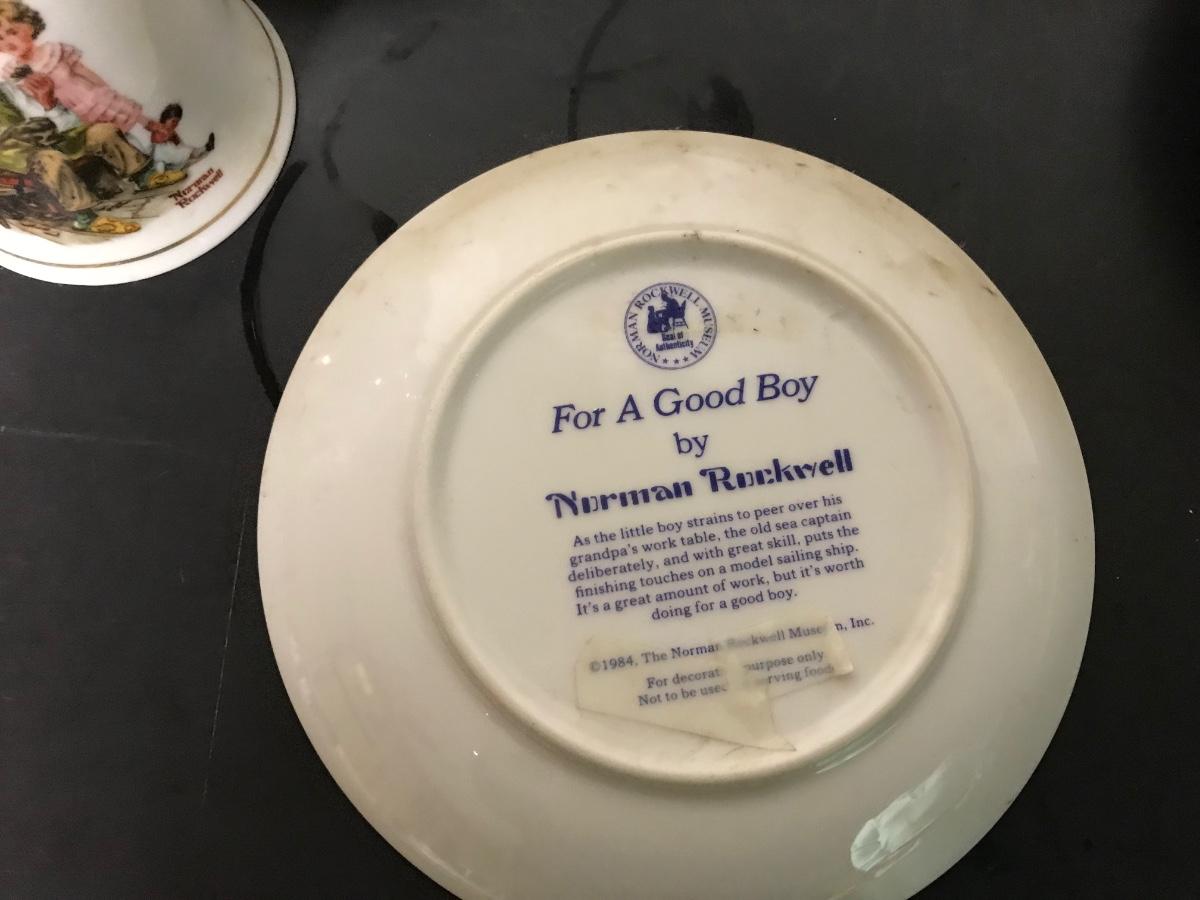 Norman
Rockwell
NORMAN ROCKWELL MUSEUM
Seal of
Authenticity
For A Good Boy
by
Norman Rockwell
As the little boy strains to peer over his
grandpa's work table, the old sea captain
deliberately, and with great skill, puts the
finishing touches on a model sailing ship.
It's a great amount of work, but it's worth
doing for a good boy.
©1984, The Norman Rockwell Museum, Inc.
For decorative purpose only
Not to be used serving food